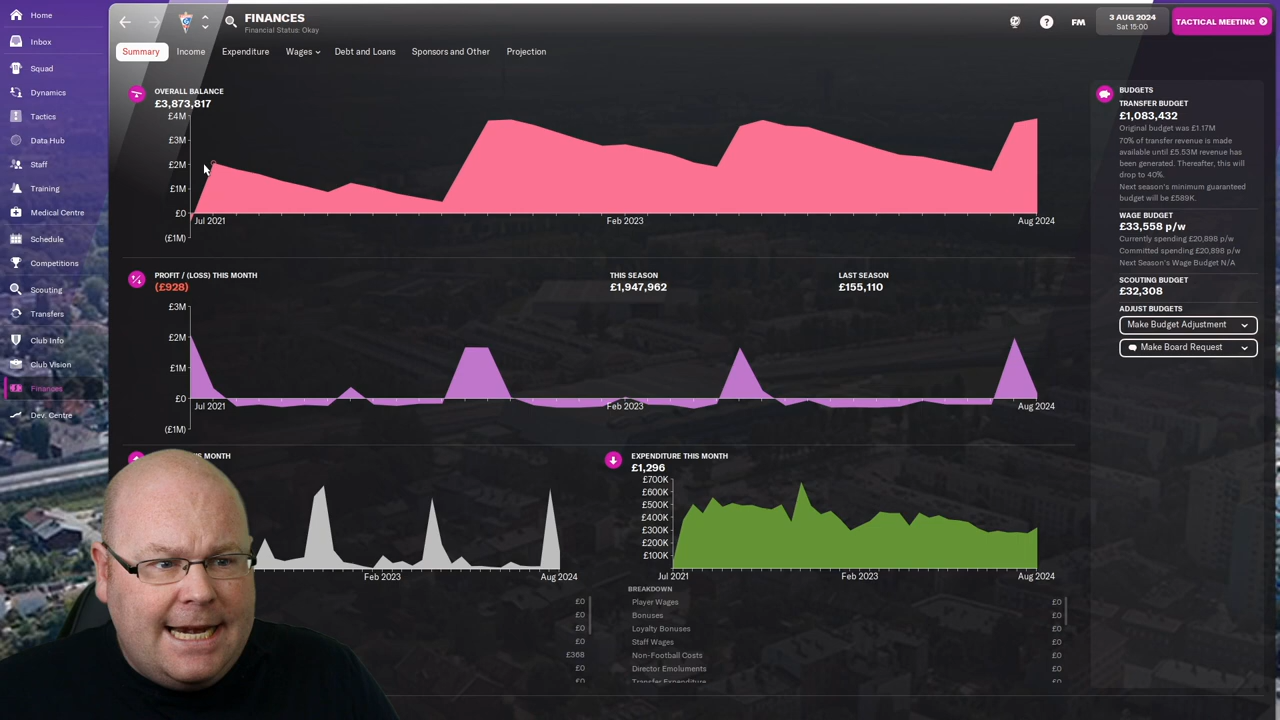 Home
Inbox
Squad
Dynamics
Tactics
Data Hub
Staff
Training
Medical Centre
Schedule
Competitions
Scouting
Transfers
Club Info
Club Vision
Finances
Dev. Centre
FINANCES
Financial Status: Okay
FM
3 AUG 2024
Sat 15:00
TACTICAL MEETING
Summary
Income
Expenditure
Wages
Debt and Loans
Sponsors and Other
Projection
OVERALL BALANCE
£3,873,817
£4M
£3M
£2M
£1M
£0
(£1M)
Jul 2021
Feb 2023
Aug 2024
PROFIT / (LOSS) THIS MONTH
(£928)
THIS SEASON
£1,947,962
LAST SEASON
£155,110
£3M
£2M
£1M
£0
(£1M)
Jul 2021
Feb 2023
Aug 2024
MONTH
Feb 2023
Aug 2024
£0
£0
£0
£0
£368
£0
EXPENDITURE THIS MONTH
£1,296
£700K
£600K
£500K
£400K
£300K
£200K
£100K
Jul 2021
Feb 2023
Aug 2024
BREAKDOWN
Player Wages £0
Bonuses £0
Loyalty Bonuses £0
Staff Wages £0
Non-Football Costs £0
Director Emoluments £0
Transfer Expenditure £0
BUDGETS
TRANSFER BUDGET
£1,083,432
Original budget was £1.17M
70% of transfer revenue is made
available until £5.53M revenue has
been generated. Thereafter, this will
drop to 40%.
Next season's minimum guaranteed
budget will be £589K.
WAGE BUDGET
£33,558 p/w
Currently spending £20,898 p/w
Committed spending £20,898 p/w
Next Season's Wage Budget N/A
SCOUTING BUDGET
£32,308
ADJUST BUDGETS
Make Budget Adjustment
Make Board Request